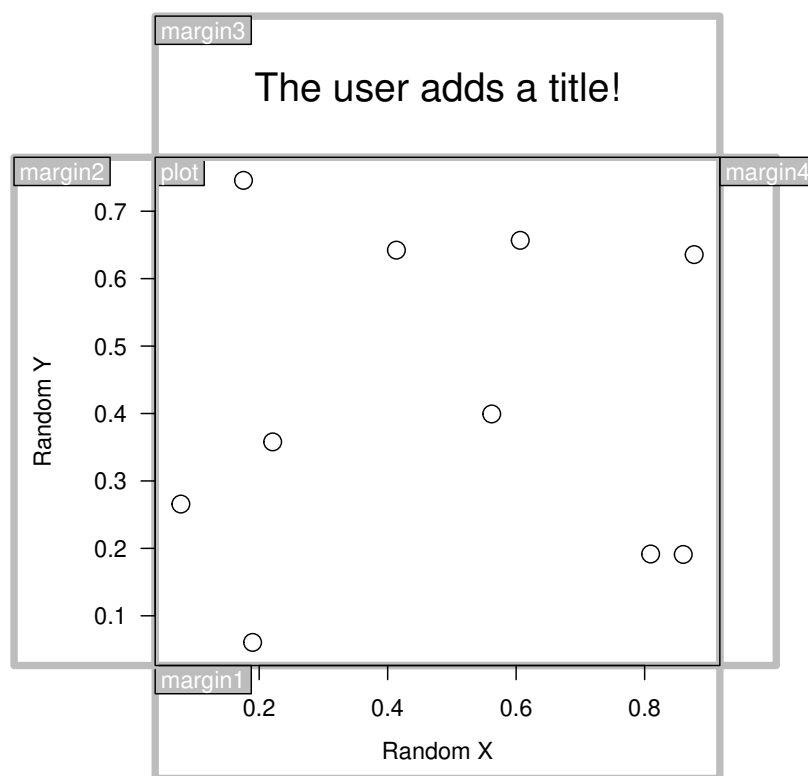 margin3
The user adds a title!
margin2
plot
margin4
0.7
0.6
0.5
0.4
0.3
0.2
0.1
Random Y
margin1
0.2 0.4 0.6 0.8
Random X